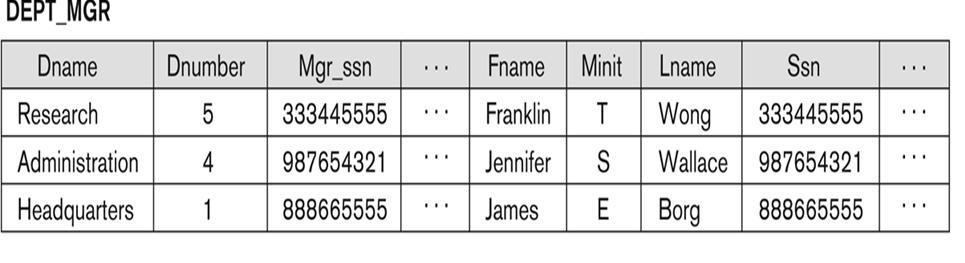 DEPT_MGR
Dname Dnumber Mgr_ssn ... Fname Minit Lname Ssn ...
Research 5 333445555 ... Franklin T Wong 333445555 ...
Administration 4 987654321 ... Jennifer S Wallace 987654321 ...
Headquarters 1 888665555 ... James E Borg 888665555 ...